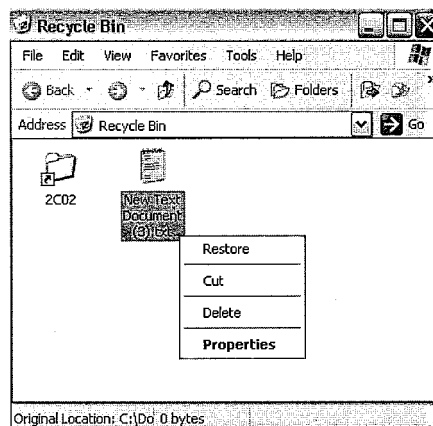 Recycle Bin
File Edit View Favorites Tools Help
Back Search Folders
Address Recycle Bin Go
2C02
New Text
Document
(3).txt
Restore
Cut
Delete
Properties
Original Location: C:\Do 0 bytes